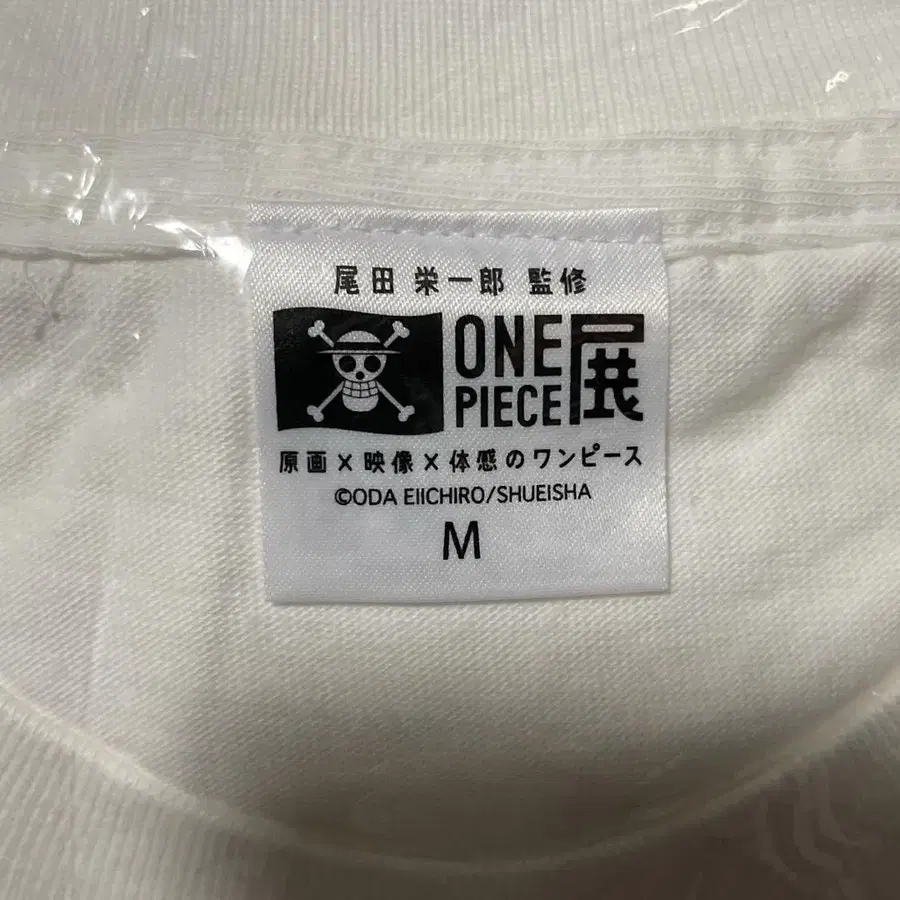 尾田 栄一郎 監修
ONE PIECE 展
原画×映像×体感のワンピース
©ODA EIICHIRO/SHUEISHA
M